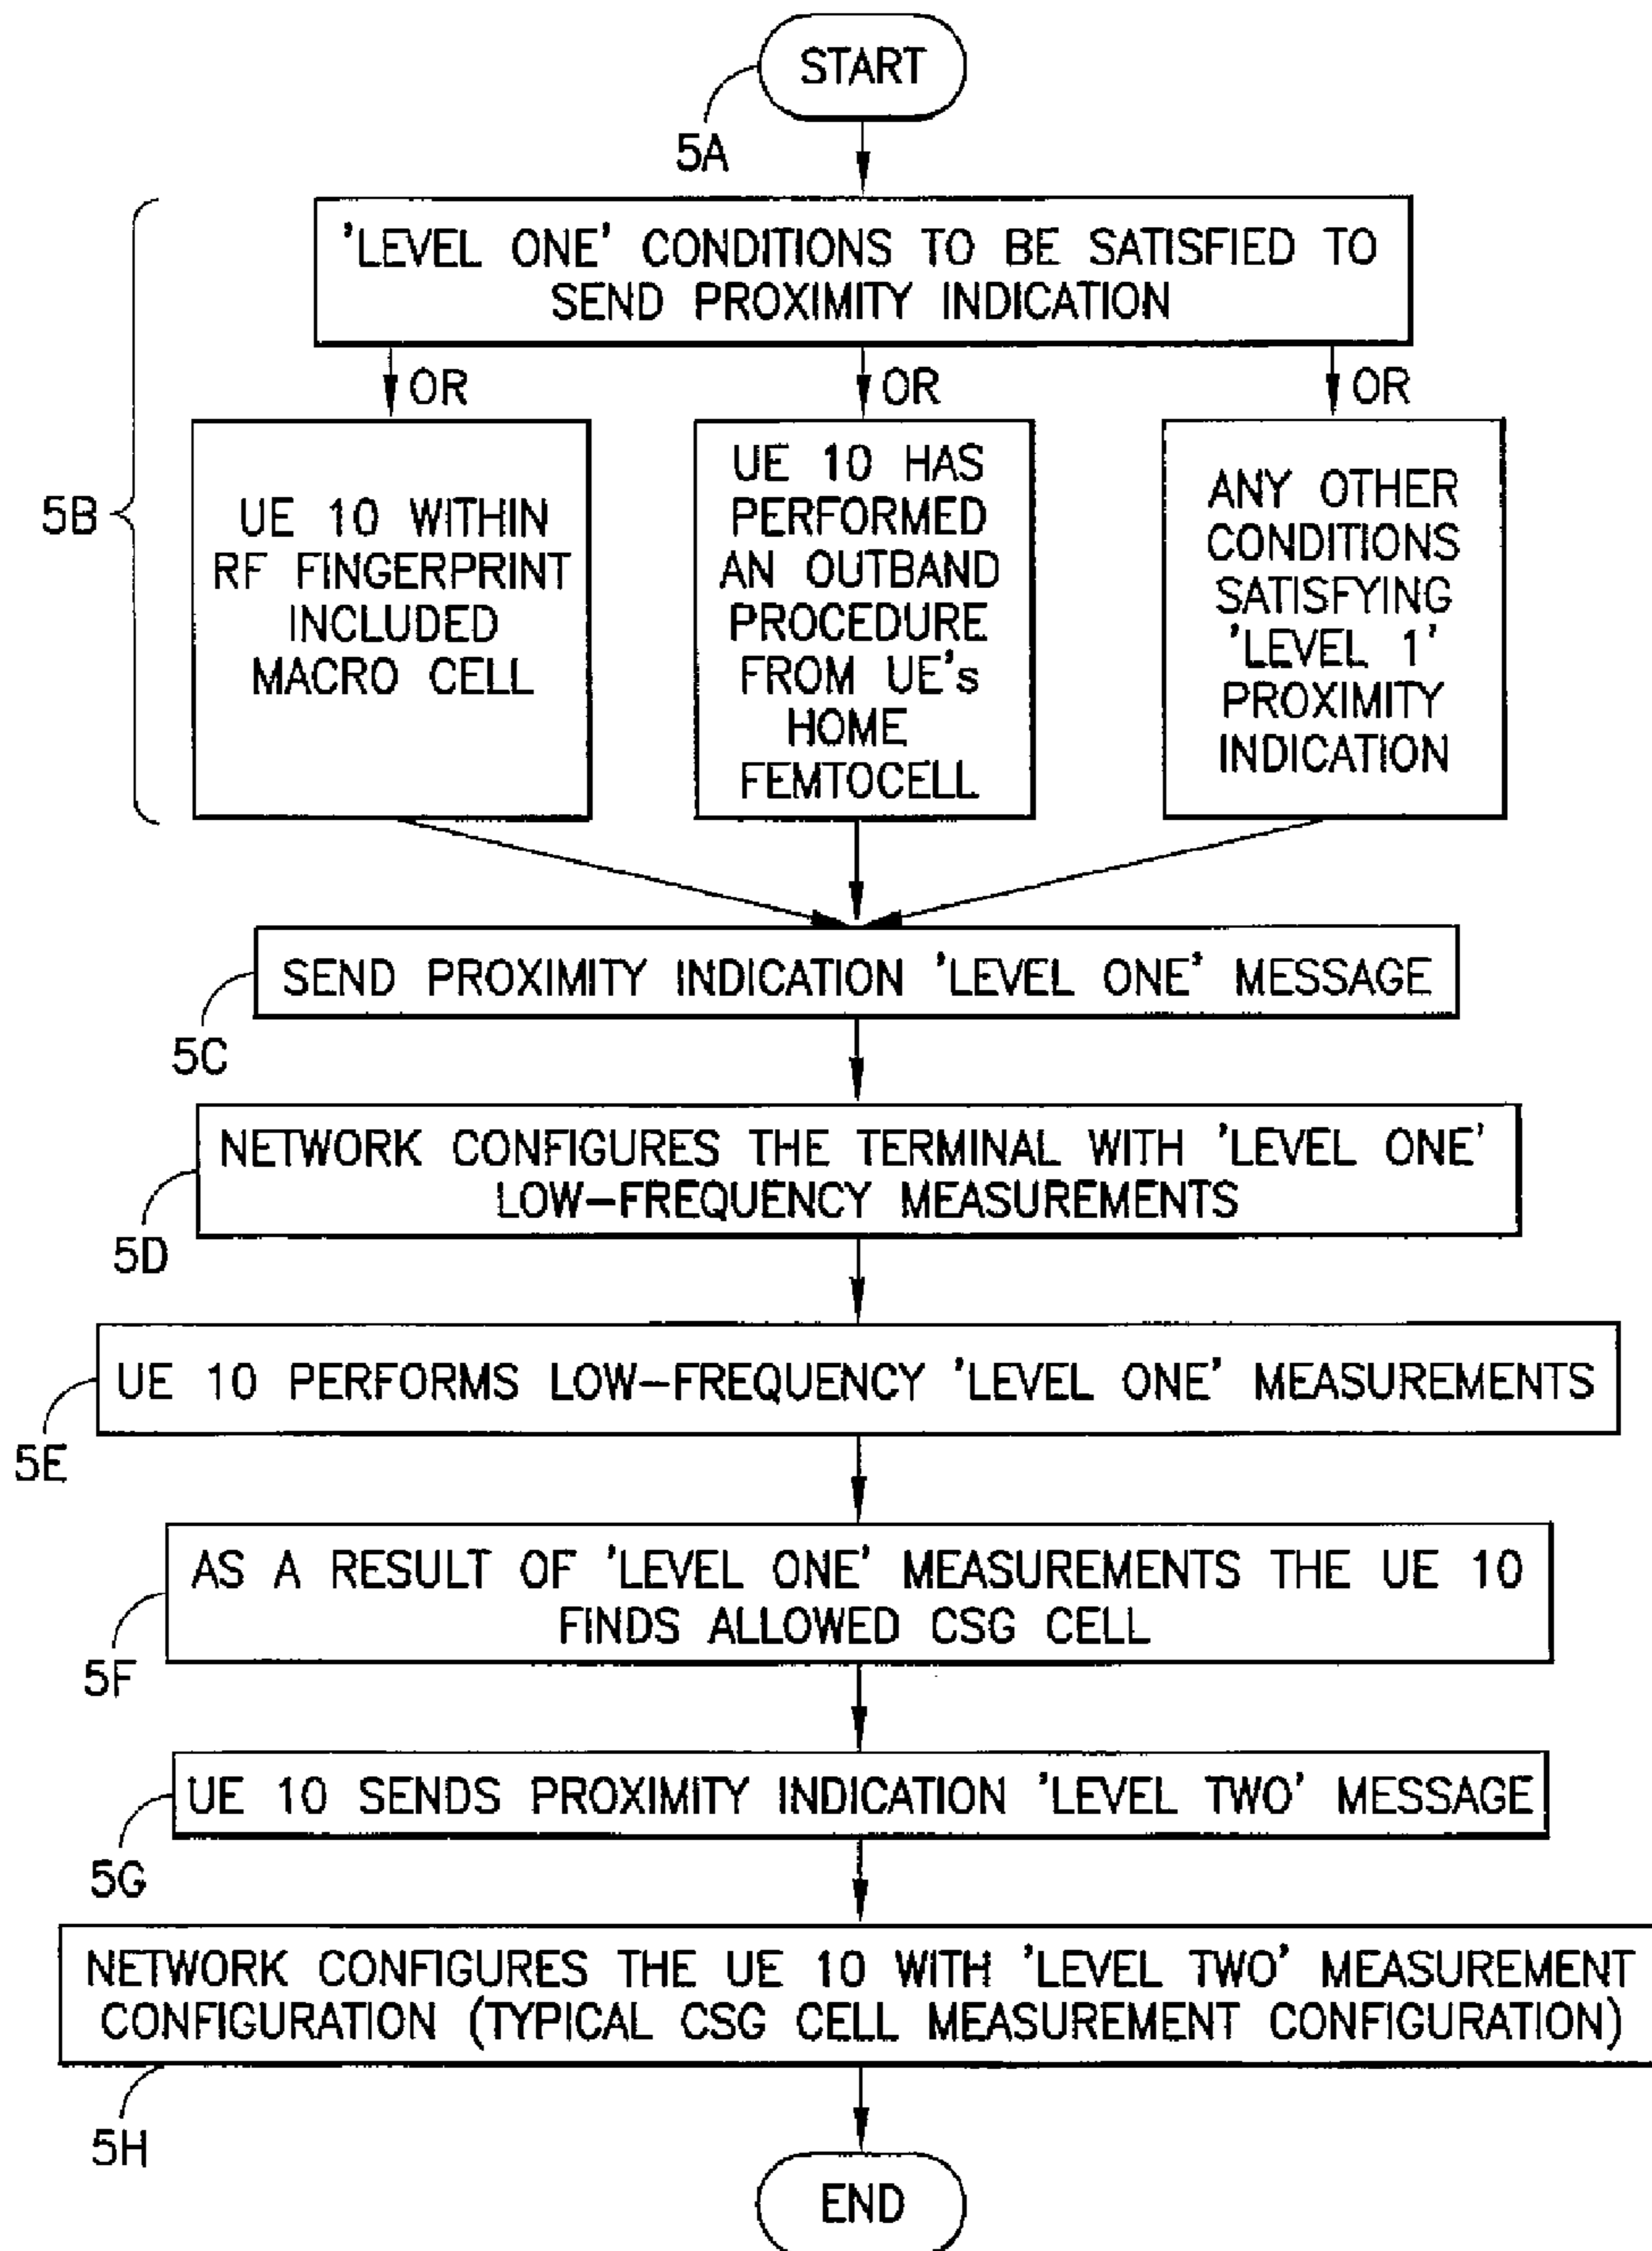 START
5A
'LEVEL ONE' CONDITIONS TO BE SATISFIED TO
SEND PROXIMITY INDICATION
OR
OR
OR
5B
UE 10 WITHIN
RF FINGERPRINT
INCLUDED
MACRO CELL
UE 10 HAS
PERFORMED
AN OUTBAND
PROCEDURE
FROM UE's
HOME
FEMTOCELL
ANY OTHER
CONDITIONS
SATISFYING
'LEVEL 1'
PROXIMITY
INDICATION
SEND PROXIMITY INDICATION 'LEVEL ONE' MESSAGE
5C
NETWORK CONFIGURES THE TERMINAL WITH 'LEVEL ONE'
LOW-FREQUENCY MEASUREMENTS
5D
UE 10 PERFORMS LOW-FREQUENCY 'LEVEL ONE' MEASUREMENTS
5E
AS A RESULT OF 'LEVEL ONE' MEASUREMENTS THE UE 10
FINDS ALLOWED CSG CELL
5F
UE 10 SENDS PROXIMITY INDICATION 'LEVEL TWO' MESSAGE
5G
NETWORK CONFIGURES THE UE 10 WITH 'LEVEL TWO' MEASUREMENT
CONFIGURATION (TYPICAL CSG CELL MEASUREMENT CONFIGURATION)
5H
END